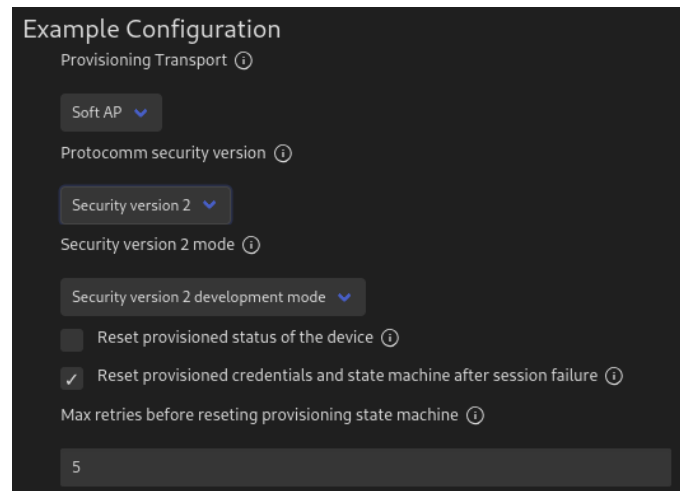 Example Configuration
Provisioning Transport
Soft AP
Protocomm security version
Security version 2
Security version 2 mode
Security version 2 development mode
Reset provisioned status of the device
Reset provisioned credentials and state machine after session failure
Max retries before reseting provisioning state machine
5